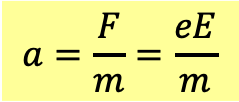 a = F/m = eE/m